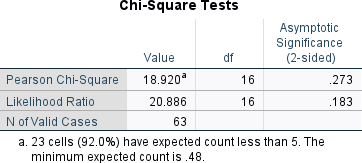 Chi-Square Tests
Value df Asymptotic Significance (2-sided)
Pearson Chi-Square 18.920a 16 .273
Likelihood Ratio 20.886 16 .183
N of Valid Cases 63
a. 23 cells (92.0%) have expected count less than 5. The
minimum expected count is .48.